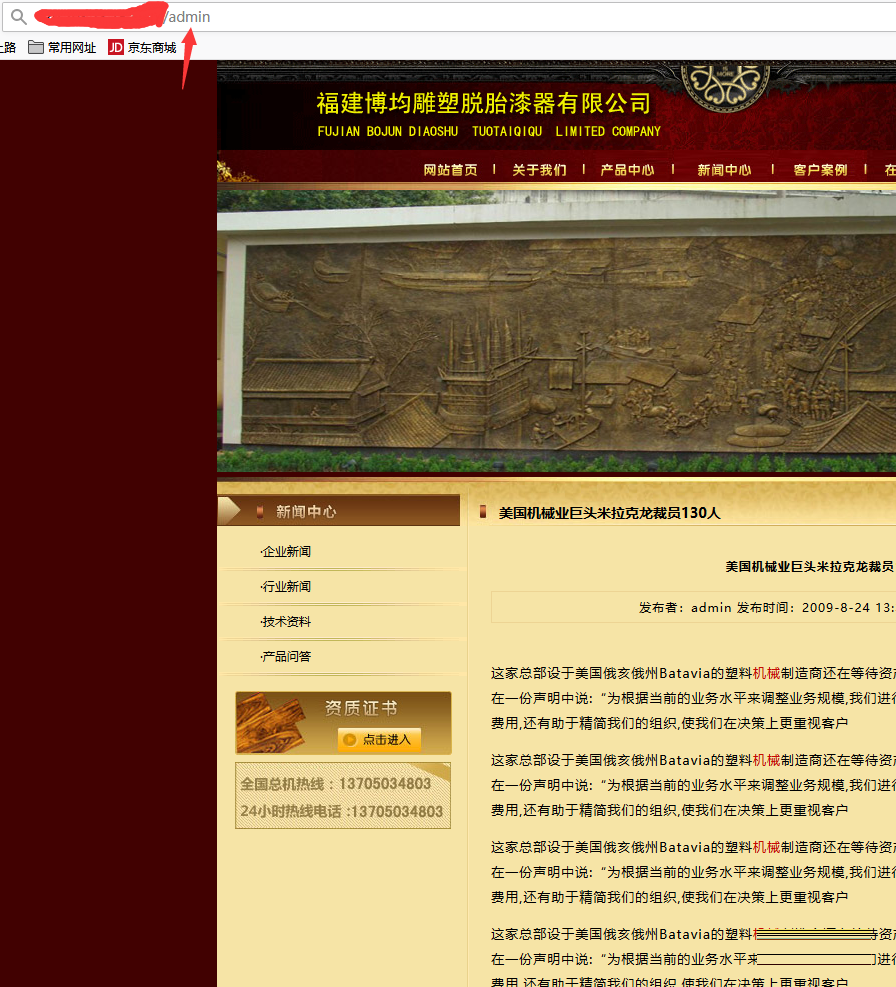 /admin
上路 常用网址 JD 京东商城
福建博均雕塑脱胎漆器有限公司
FUJIAN BOJUN DIAOSHU TUOTAIQIQU LIMITED COMPANY
网站首页 | 关于我们 | 产品中心 | 新闻中心 | 客户案例 | 在
新闻中心
·企业新闻
·行业新闻
·技术资料
·产品问答
资质证书
点击进入
全国总机热线：13705034803
24小时热线电话:13705034803
美国机械业巨头米拉克龙裁员130人
美国机械业巨头米拉克龙裁员
发布者：admin 发布时间：2009-8-24 13:
这家总部设于美国俄亥俄州Batavia的塑料机械制造商还在等待资产
在一份声明中说:“为根据当前的业务水平来调整业务规模,我们进行
费用,还有助于精简我们的组织,使我们在决策上更重视客户
这家总部设于美国俄亥俄州Batavia的塑料机械制造商还在等待资产
在一份声明中说:“为根据当前的业务水平来调整业务规模,我们进行
费用,还有助于精简我们的组织,使我们在决策上更重视客户
这家总部设于美国俄亥俄州Batavia的塑料机械制造商还在等待资产
在一份声明中说:“为根据当前的业务水平来调整业务规模,我们进行
费用,还有助于精简我们的组织,使我们在决策上更重视客户
这家总部设于美国俄亥俄州Batavia的塑料
在一份声明中说:“为根据当前的业务水平来
费用,还有助于精简我们的组织,使我们在决策上更重视客户